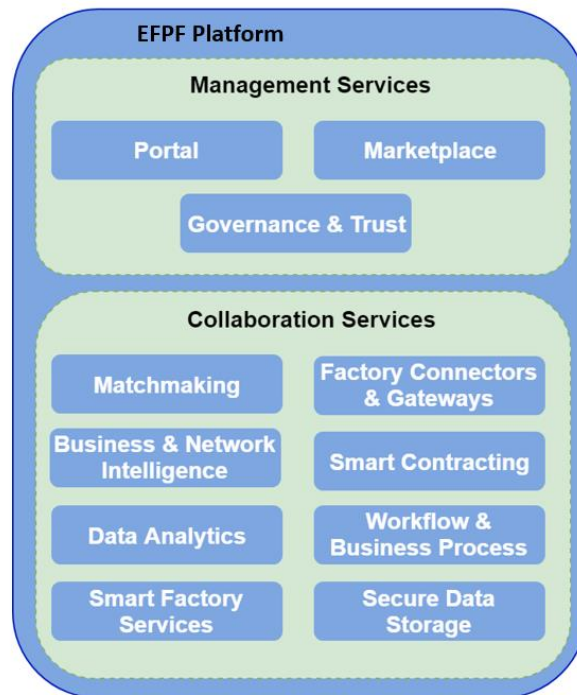 EFPF Platform
Management Services
Portal
Marketplace
Governance & Trust
Collaboration Services
Matchmaking
Factory Connectors
& Gateways
Business & Network
Intelligence
Smart Contracting
Data Analytics
Workflow &
Business Process
Smart Factory
Services
Secure Data
Storage